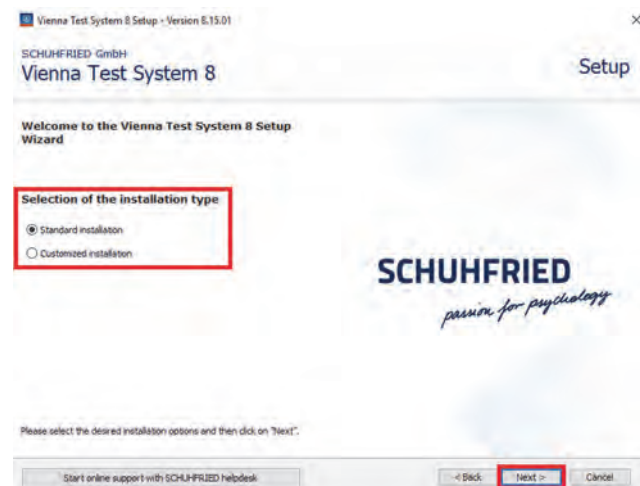 Vienna Test System 8 Setup - Version 8.15.01
SCHUHFRIED GmbH
Vienna Test System 8
Setup
Welcome to the Vienna Test System 8 Setup
Wizard
Selection of the installation type
Standard installation
Customized installation
SCHUHFRIED
passion for psychology
Please select the desired installation options and then click on "Next".
Start online support with SCHUHFRIED helpdesk
< Back
Next >
Cancel